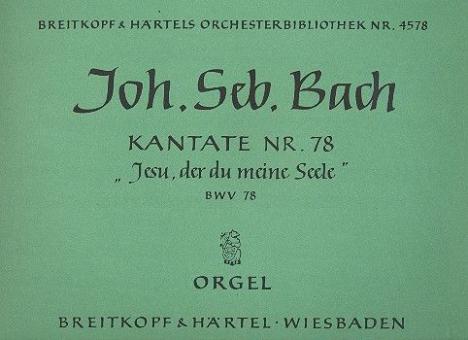 BREITKOPF & HÄRTELS ORCHESTERBIBLIOTHEK NR. 4578
Joh. Seb. Bach
KANTATE NR. 78
„Jesu, der du meine Seele"
BWV 78
ORGEL
BREITKOPF & HÄRTEL · WIESBADEN